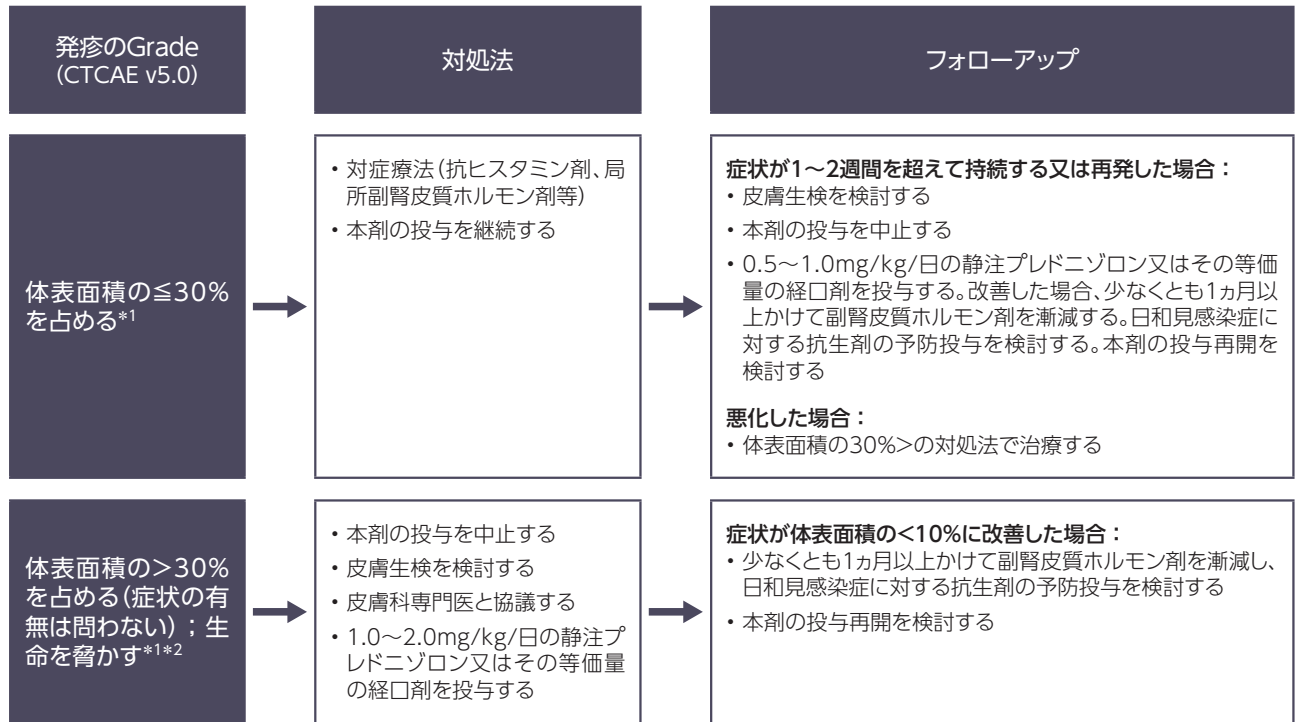 発疹のGrade
(CTCAE v5.0)
対処法
フォローアップ
体表面積の≦30%
を占める*1
・対症療法(抗ヒスタミン剤、局
所副腎皮質ホルモン剤等)
・本剤の投与を継続する
症状が1~2週間を超えて持続する又は再発した場合:
・皮膚生検を検討する
・本剤の投与を中止する
・0.5~1.0mg/kg/日の静注プレドニゾロン又はその等価
量の経口剤を投与する。改善した場合、少なくとも1ヵ月以
上かけて副腎皮質ホルモン剤を漸減する。日和見感染症に
対する抗生剤の予防投与を検討する。本剤の投与再開を
検討する
悪化した場合:
・体表面積の30%>の対処法で治療する
体表面積の>30%
を占める(症状の有
無は問わない);生
命を脅かす*1*2
・本剤の投与を中止する
・皮膚生検を検討する
・皮膚科専門医と協議する
・1.0~2.0mg/kg/日の静注プ
レドニゾロン又はその等価量
の経口剤を投与する
症状が体表面積の<10%に改善した場合:
・少なくとも1ヵ月以上かけて副腎皮質ホルモン剤を漸減し、
日和見感染症に対する抗生剤の予防投与を検討する
・本剤の投与再開を検討する